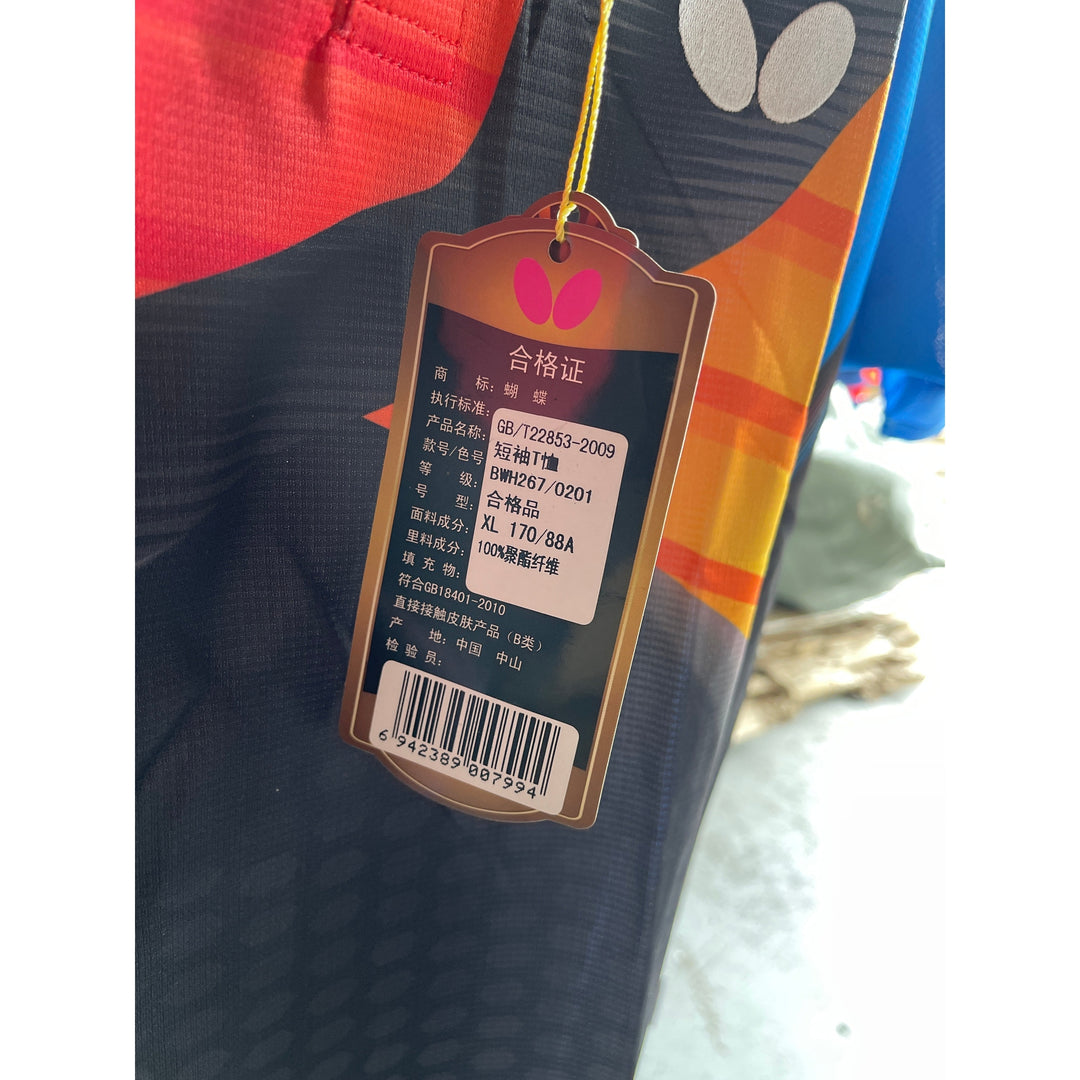 合格证
商 标: 蝴 蝶
执行标准: GB/T22853-2009
产品名称: 短袖T恤
款号/色号 BWH267/0201
等 级: 合格品
号 型: XL 170/88A
面料成分: 100%聚酯纤维
里料成分:
填 充 物:
符合GB18401-2010
直接接触皮肤产品（B类）
产 地: 中国 中山
检 验 员:
6 942389 007994